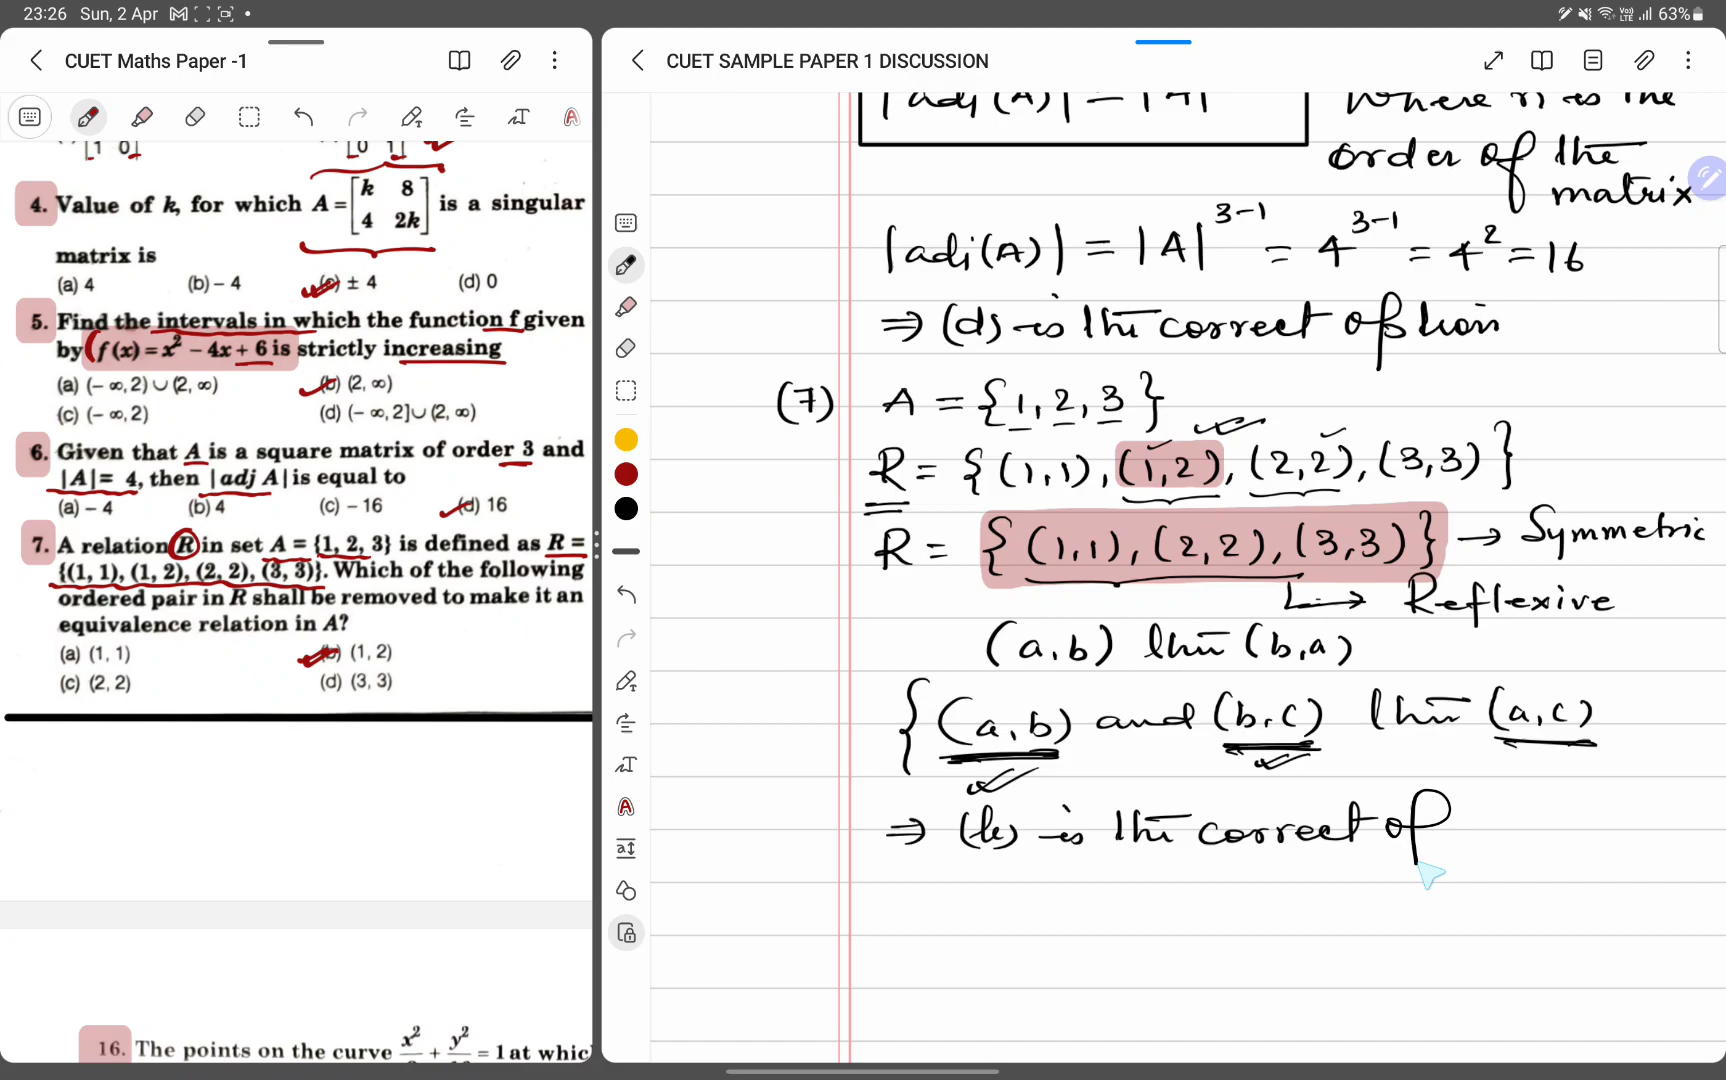 23:26 Sun, 2 Apr
63%
CUET Maths Paper -1
[1 0]
[0 1]
4. Value of k, for which A = [k 8
4 2k] is a singular
matrix is
(a) 4 (b) – 4 (c) ± 4 (d) 0
5. Find the intervals in which the function f given
by f(x) = x² – 4x + 6 is strictly increasing
(a) (– ∞, 2) ∪ (2, ∞) (b) (2, ∞)
(c) (– ∞, 2) (d) (– ∞, 2] ∪ (2, ∞)
6. Given that A is a square matrix of order 3 and
|A| = 4, then |adj A| is equal to
(a) – 4 (b) 4 (c) – 16 (d) 16
7. A relation R in set A = {1, 2, 3} is defined as R =
{(1, 1), (1, 2), (2, 2), (3, 3)}. Which of the following
ordered pair in R shall be removed to make it an
equivalence relation in A?
(a) (1, 1) (b) (1, 2)
(c) (2, 2) (d) (3, 3)
16. The points on the curve
CUET SAMPLE PAPER 1 DISCUSSION
|adj(A)| = |A| where n is the
order of the
matrix
|adj(A)| = |A|³⁻¹ = 4³⁻¹ = 4² = 16
⇒ (d) is the correct option
(7) A = {1, 2, 3}
R = {(1,1), (1,2), (2,2), (3,3)}
R = {(1,1), (2,2), (3,3)} → Symmetric
↳ Reflexive
(a,b) then (b,a)
{(a,b) and (b,c) then (a,c)
⇒ (b) is the correct op